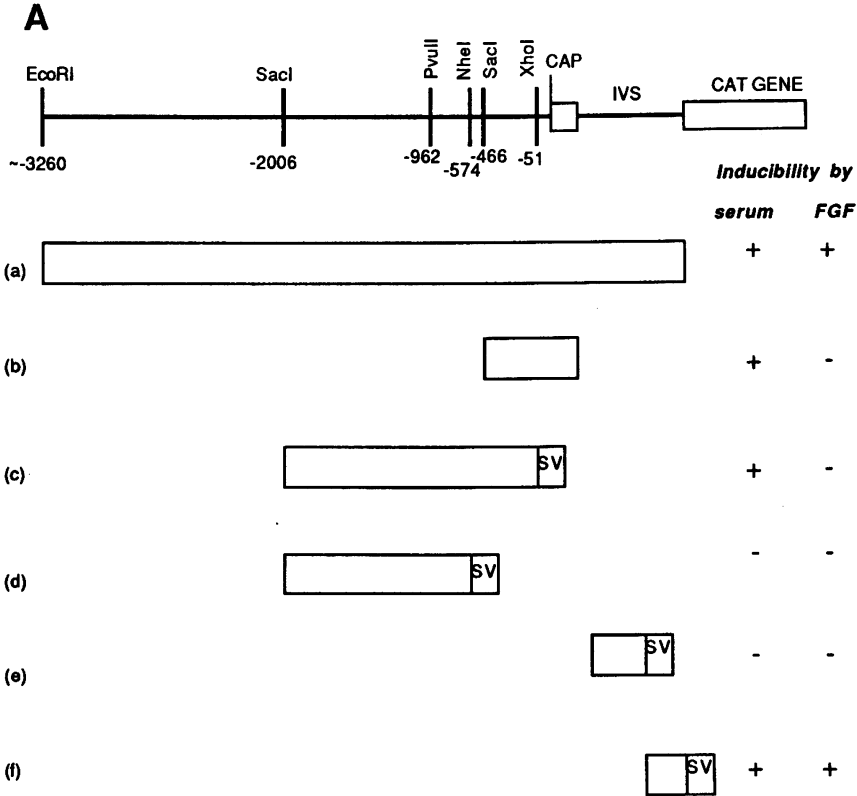 A
EcoRI SacI PvuII NheI SacI XhoI CAP IVS CAT GENE
~-3260 -2006 -962 -574 -466 -51
Inducibility by
serum FGF
(a) + +
(b) + -
(c) SV + -
(d) SV - -
(e) SV - -
(f) SV + +